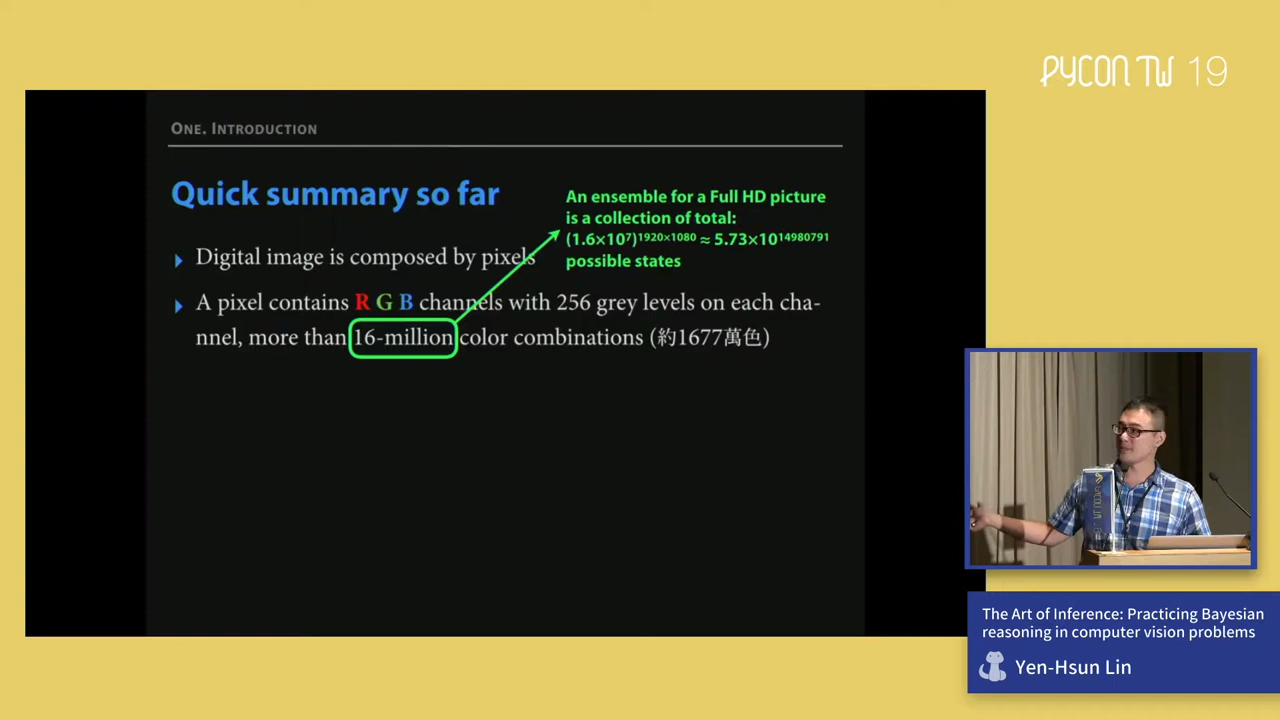 PYCON TW 19
ONE. INTRODUCTION
Quick summary so far
An ensemble for a Full HD picture
is a collection of total:
(1.6×10⁷)¹⁹²⁰ˣ¹⁰⁸⁰ ≈ 5.73×10¹⁴⁹⁸⁰⁷⁹¹
possible states
Digital image is composed by pixels
A pixel contains R G B channels with 256 grey levels on each cha-
nnel, more than 16-million color combinations (約1677萬色)
The Art of Inference: Practicing Bayesian
reasoning in computer vision problems
Yen-Hsun Lin